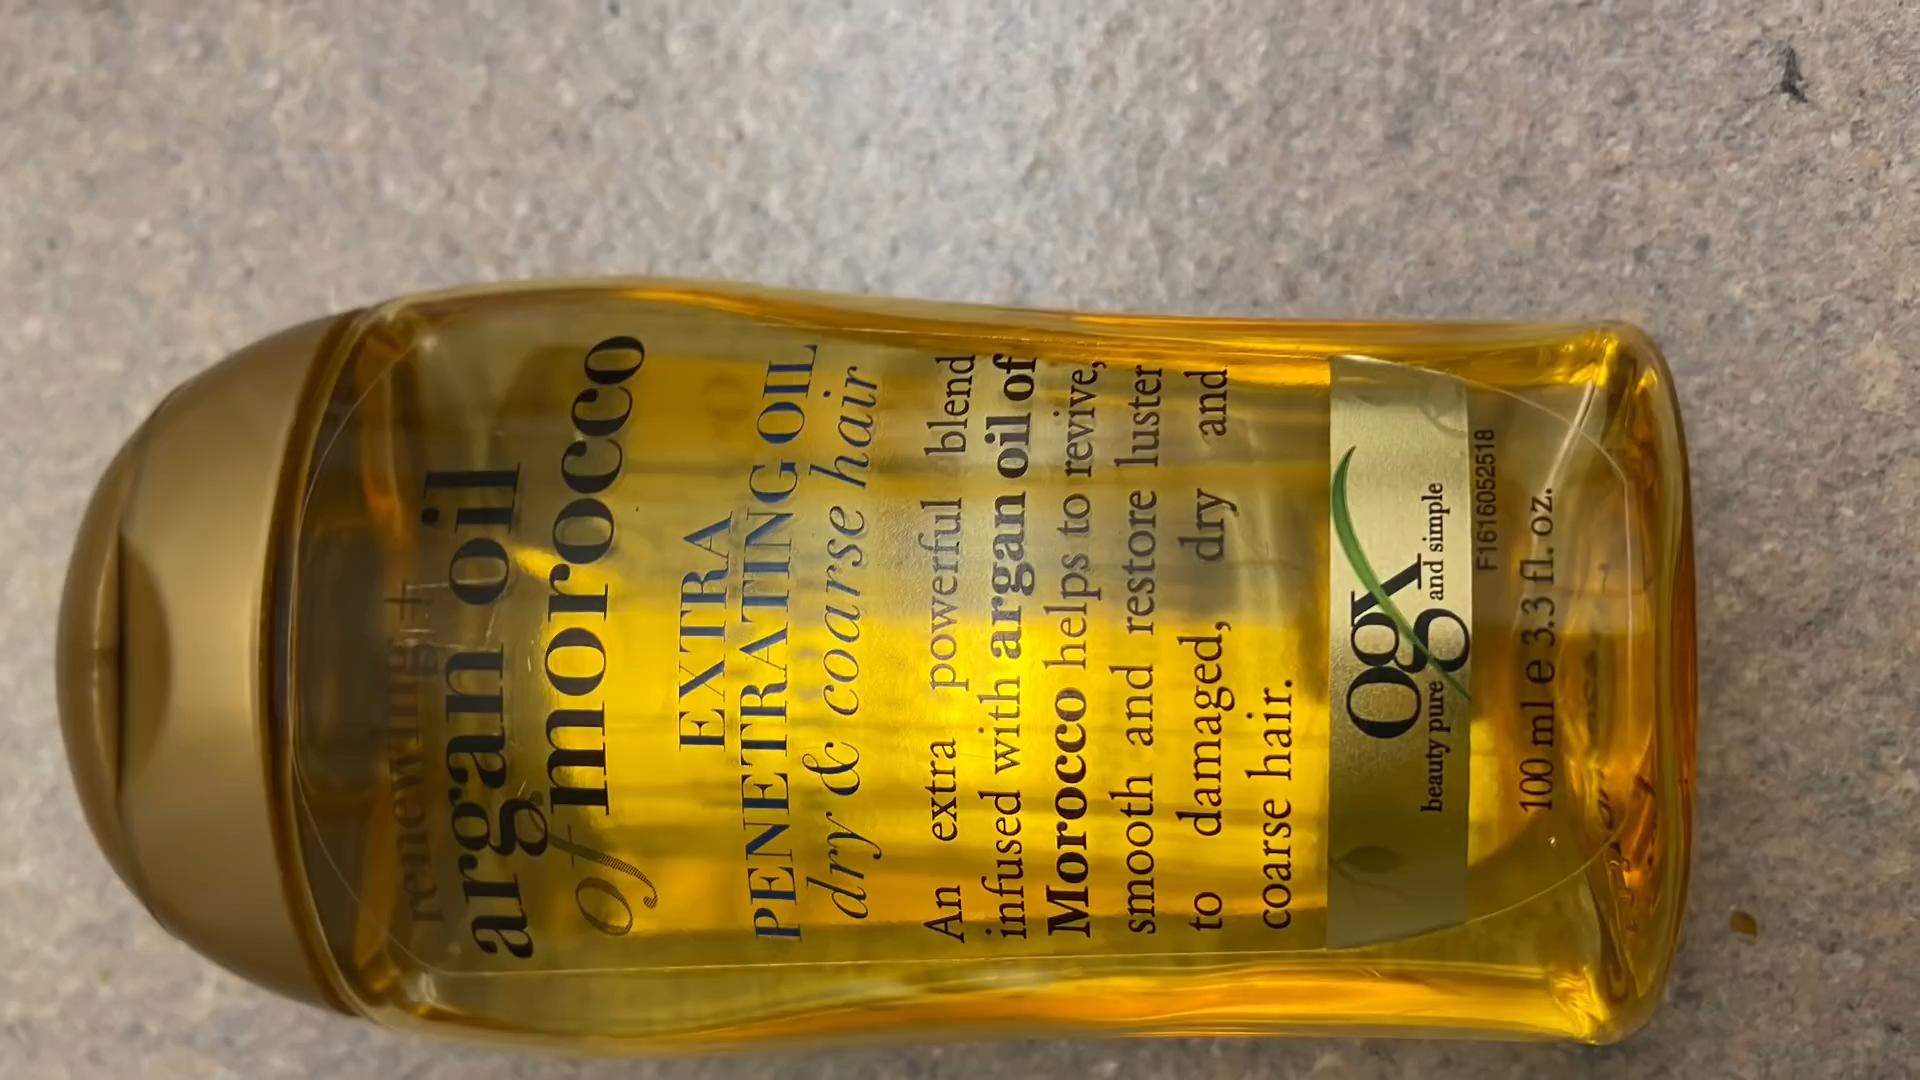 renewing +
argan oil
of morocco
EXTRA
PENETRATING OIL
dry & coarse hair
An extra powerful blend
infused with argan oil of
Morocco helps to revive,
smooth and restore luster
to damaged, dry and
coarse hair.
ogx
beauty pure and simple
F1616052518
100 ml e 3.3 fl. oz.